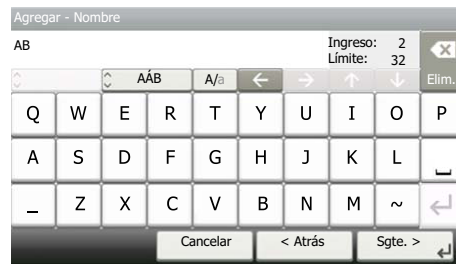 Agregar - Nombre
AB
Ingreso: 2
Límite: 32
AÁB A/a ← → ↑ ↓ Elim.
Q W E R T Y U I O P
A S D F G H J K L
_ Z X C V B N M ~
Cancelar < Atrás Sgte. >